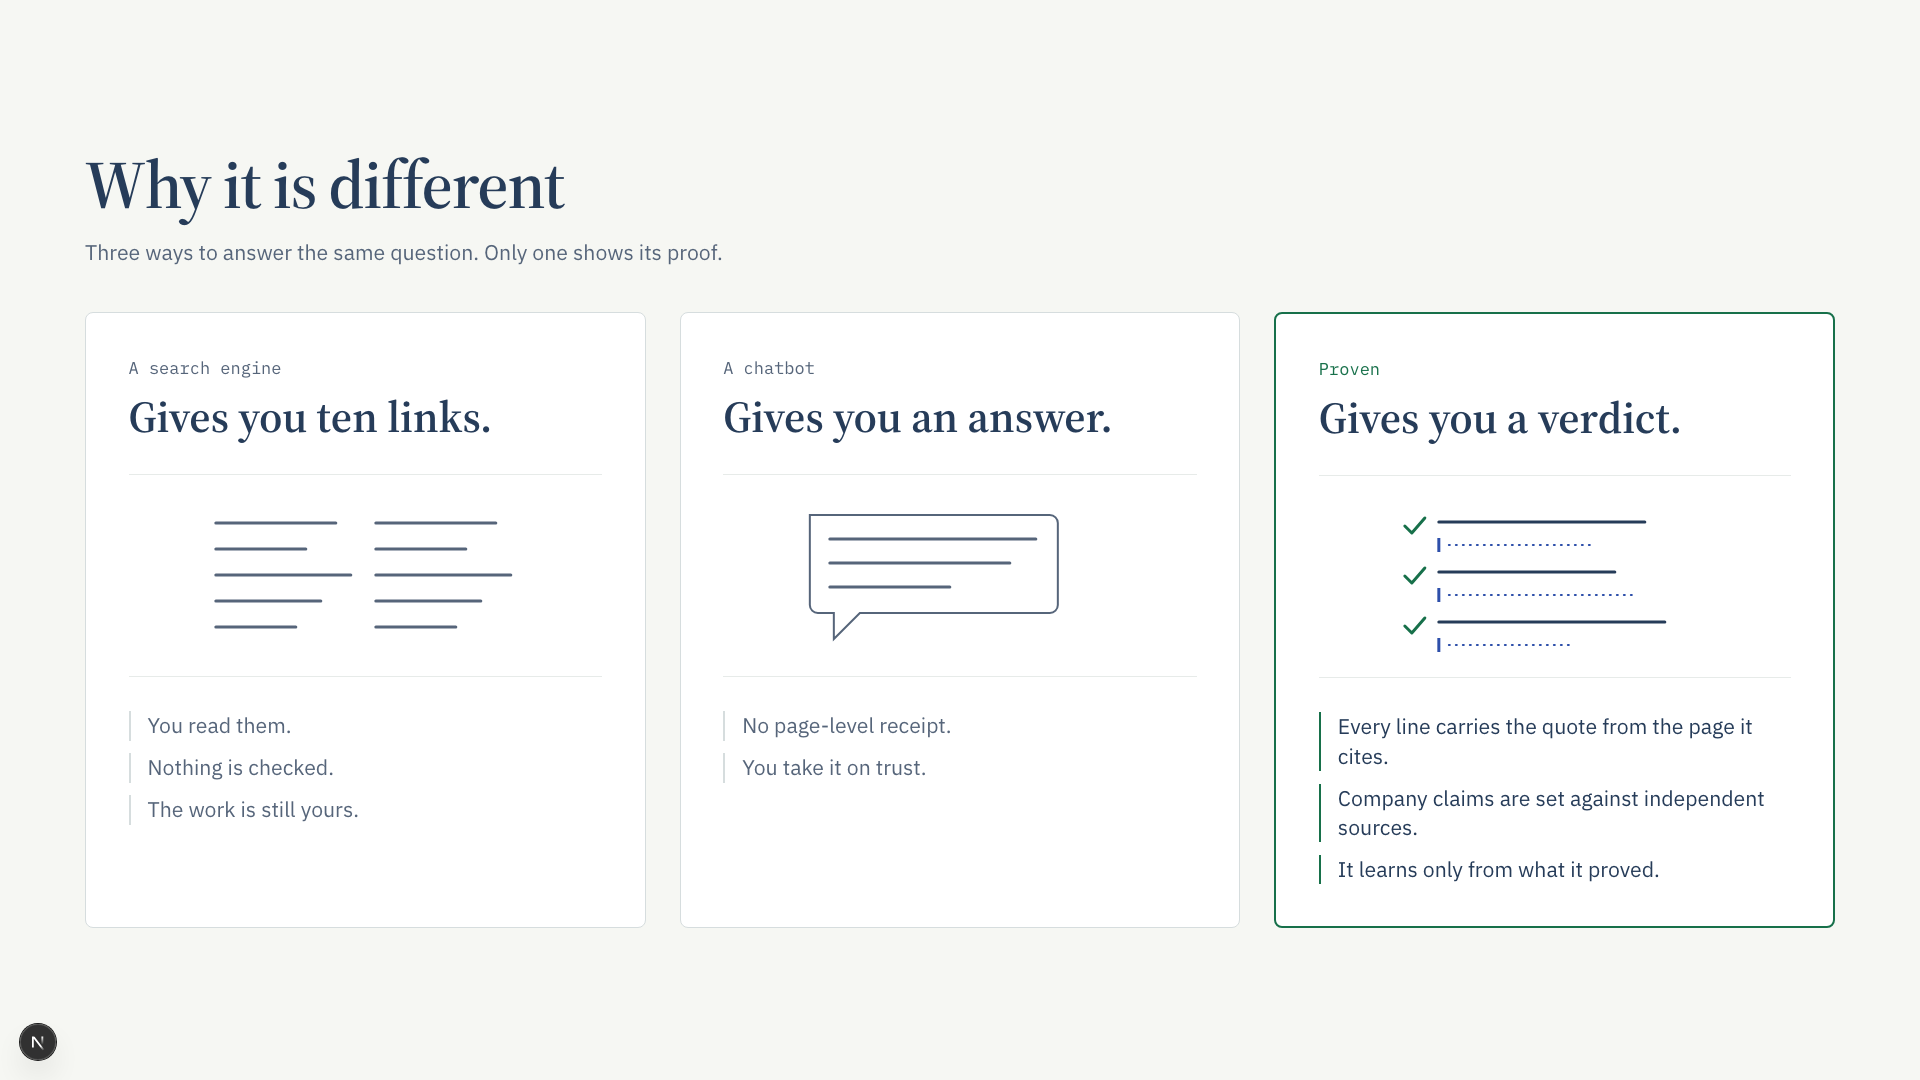 Why it is different
Three ways to answer the same question. Only one shows its proof.
A search engine
Gives you ten links.
You read them.
Nothing is checked.
The work is still yours.
A chatbot
Gives you an answer.
No page-level receipt.
You take it on trust.
Proven
Gives you a verdict.
Every line carries the quote from the page it
cites.
Company claims are set against independent
sources.
It learns only from what it proved.
N